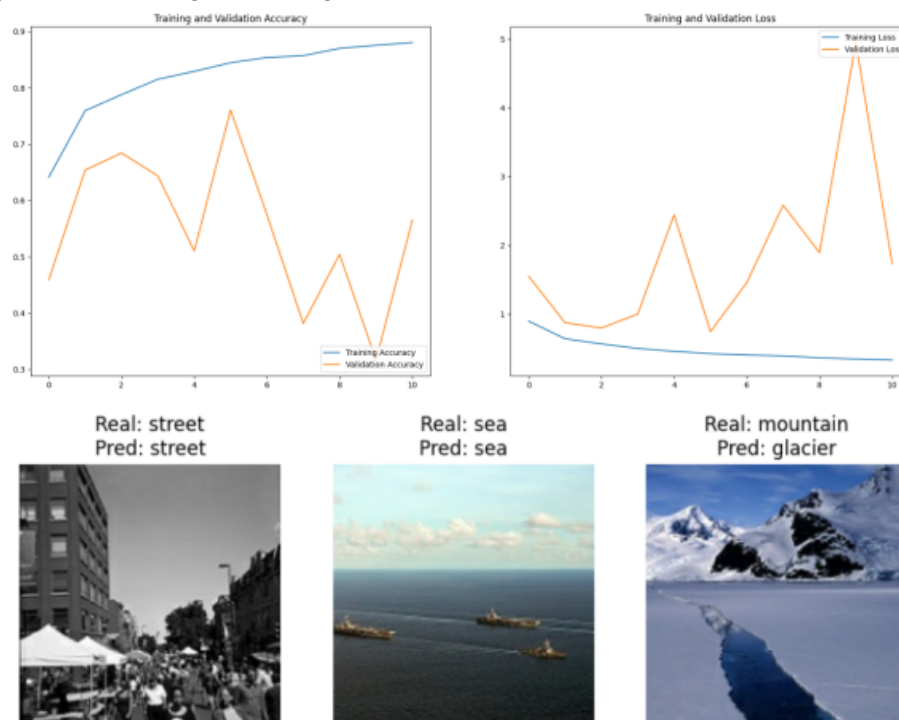 Training and Validation Accuracy
0.9
0.8
0.7
0.6
0.5
0.4
0.3
Training Accuracy
Validation Accuracy
0 2 4 6 8 10
Training and Validation Loss
5
4
3
2
1
Training Loss
Validation Los
0 2 4 6 8 10
Real: street
Pred: street
Real: sea
Pred: sea
Real: mountain
Pred: glacier